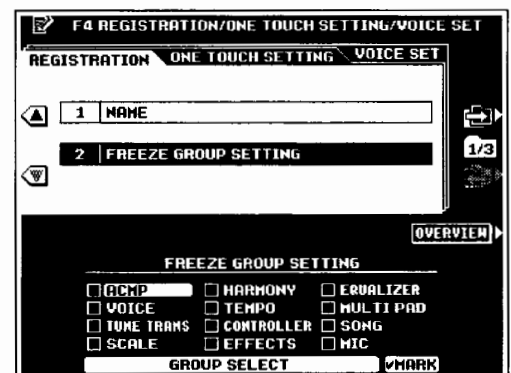 F4 REGISTRATION/ONE TOUCH SETTING/VOICE SET
REGISTRATION ONE TOUCH SETTING VOICE SET
1 NAME
1/3
2 FREEZE GROUP SETTING
OVERVIEW
FREEZE GROUP SETTING
ACMP HARMONY EQUALIZER
VOICE TEMPO MULTI PAD
TUNE TRANS CONTROLLER SONG
SCALE EFFECTS MIC
GROUP SELECT ✓MARK